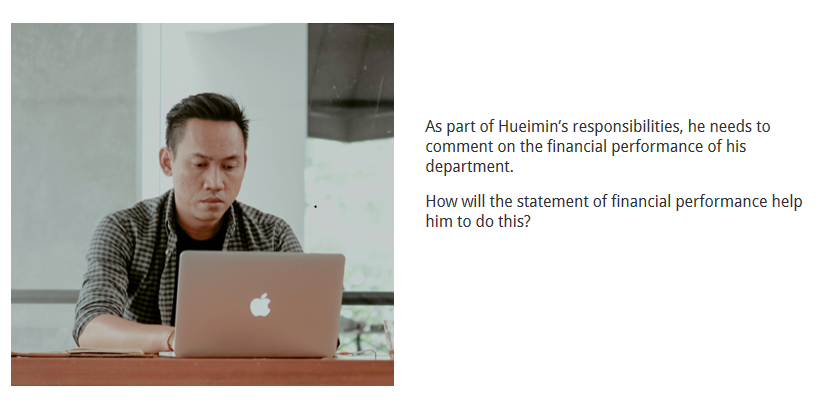 As part of Hueimin’s responsibilities, he needs to
comment on the financial performance of his
department.
How will the statement of financial performance help
him to do this?